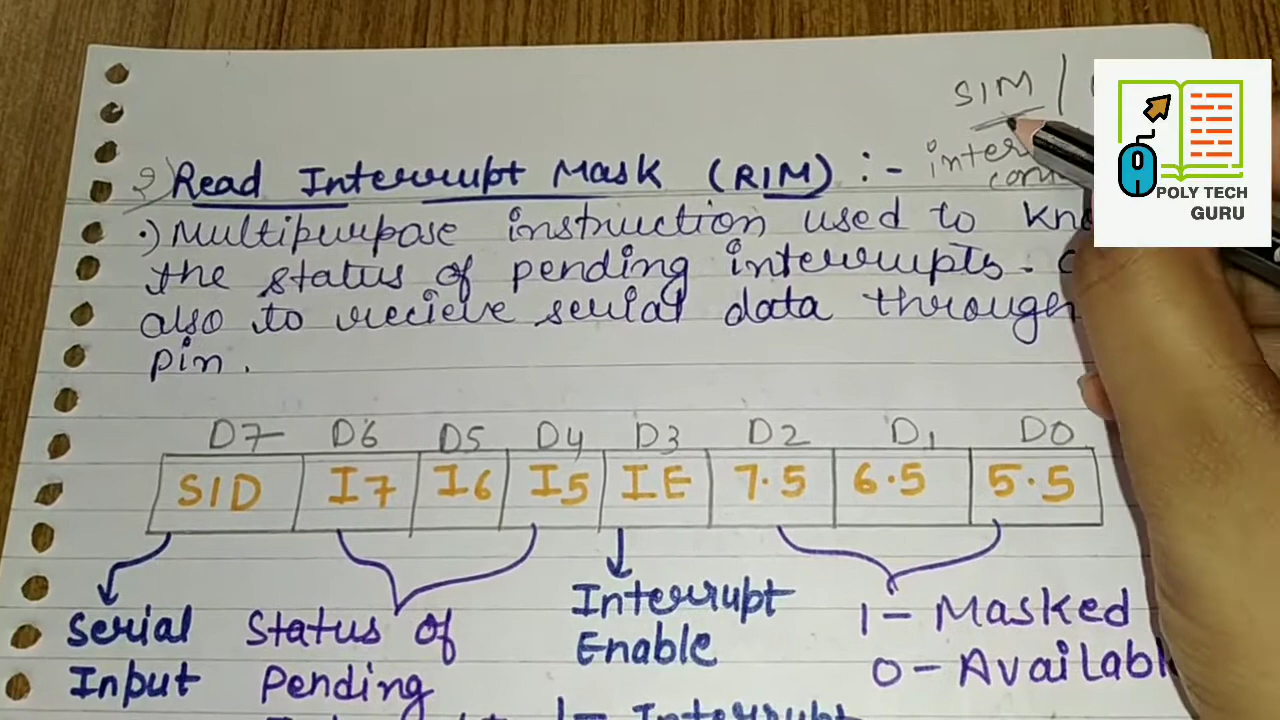 SIM /
2) Read Interrupt Mask (RIM) :-
•) Multipurpose instruction used to
the status of pending interrupts.
also to recieve serial data through
pin.
D7 D6 D5 D4 D3 D2 D1 D0
SID I7 I6 I5 IE 7.5 6.5 5.5
Serial
Input
Status of
Pending
Interrupt
Enable
1 - Masked
0 - Availabl
1 - Interrupt
POLY TECH
GURU